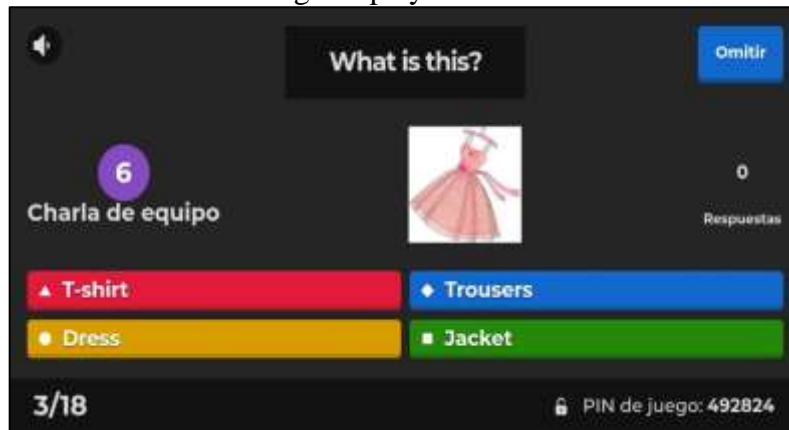 What is this?
Omitir
6
Charla de equipo
0
Respuestas
T-shirt
Trousers
Dress
Jacket
3/18
PIN de juego: 492824